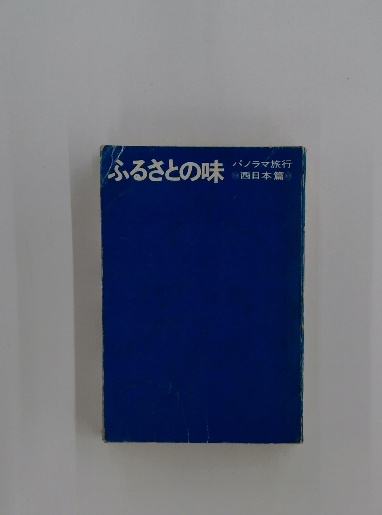 ふるさとの味
パノラマ旅行
西日本篇